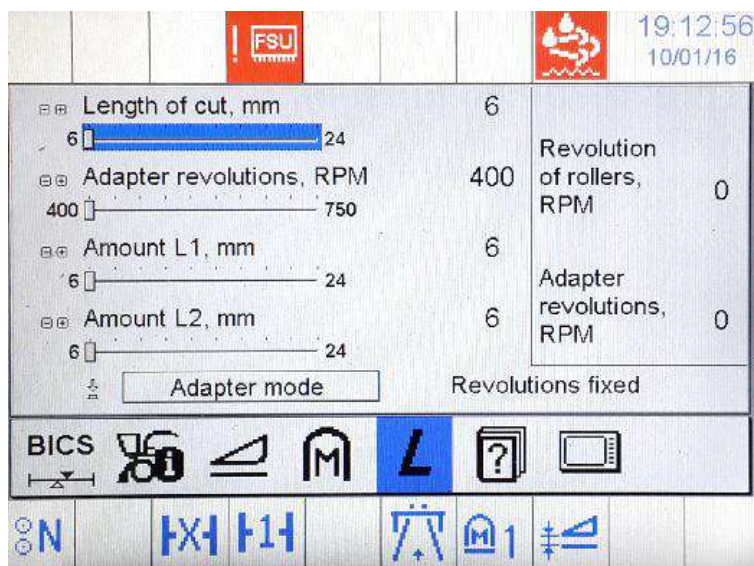 ! FSU
19:12:56
10/01/16
Length of cut, mm 6
6 24
Adapter revolutions, RPM 400
400 750
Amount L1, mm 6
6 24
Amount L2, mm 6
6 24
Adapter mode Revolutions fixed
Revolution
of rollers, 0
RPM
Adapter
revolutions, 0
RPM
BICS i M L ?
N X 1 M 1